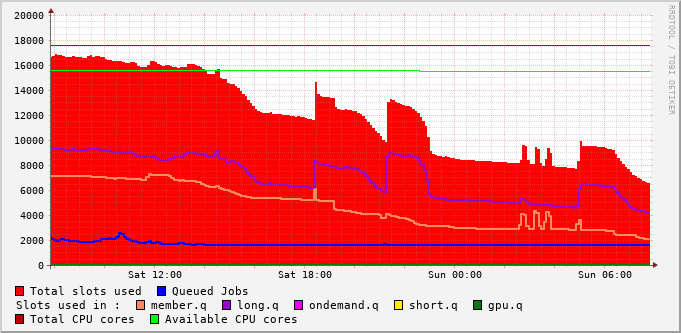 20000
18000
16000
14000
12000
10000
8000
6000
4000
2000
0
Sat 12:00 Sat 18:00 Sun 00:00 Sun 06:00
RRDTOOL / TOBI OETIKER
Total slots used Queued Jobs
Slots used in : member.q long.q ondemand.q short.q gpu.q
Total CPU cores Available CPU cores